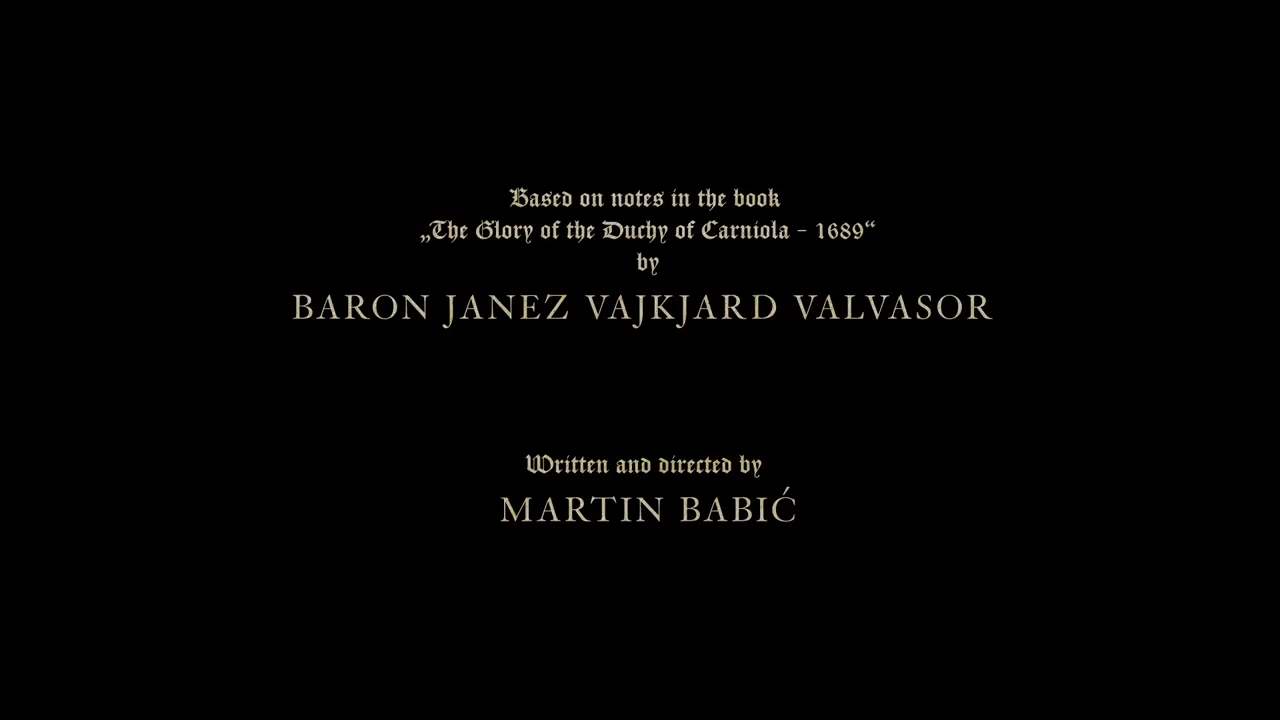 Based on notes in the book
„The Glory of the Duchy of Carniola – 1689“
by
BARON JANEZ VAJKJARD VALVASOR
Written and directed by
MARTIN BABIĆ